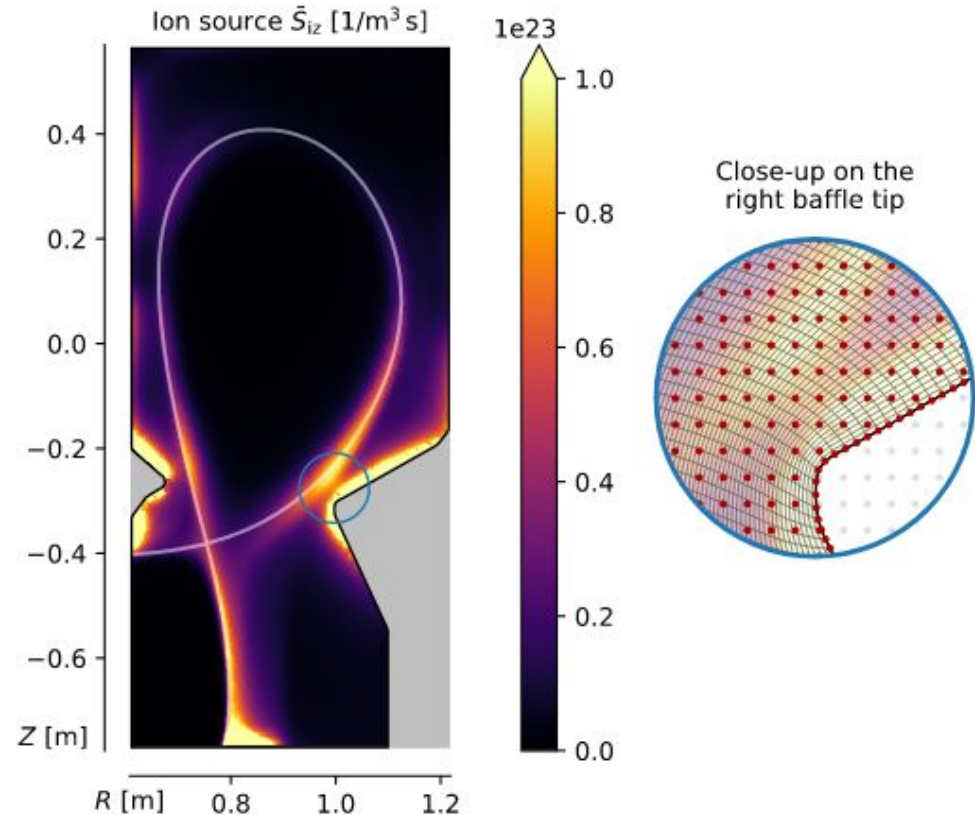 Ion source S̄iz [1/m³ s]
1e23
0.4
0.2
0.0
−0.2
−0.4
−0.6
Z [m]
R [m] 0.8 1.0 1.2
1.0
0.8
0.6
0.4
0.2
0.0
Close-up on the
right baffle tip